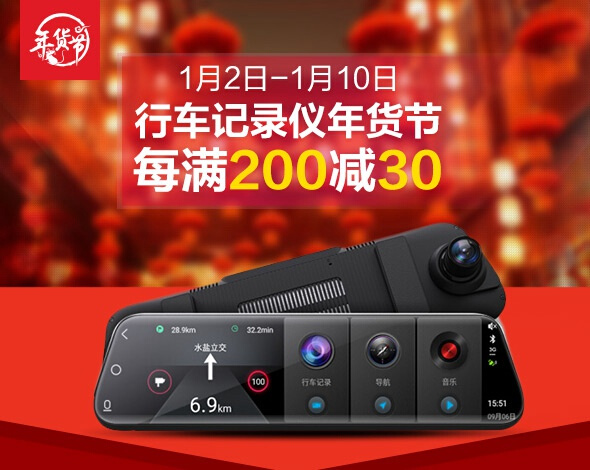 年货节
1月2日-1月10日
行车记录仪年货节
每满200减30
28.9km
32.2min
水盐立交
100
6.9km
行车记录
导航
音乐
3G
15:51
09月06日